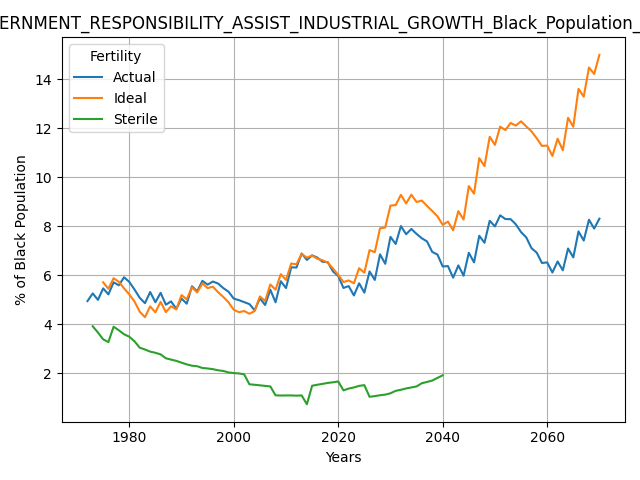 ERNMENT_RESPONSIBILITY_ASSIST_INDUSTRIAL_GROWTH_Black_Population_
Fertility
Actual
Ideal
Sterile
% of Black Population
14
12
10
8
6
4
2
1980 2000 2020 2040 2060
Years